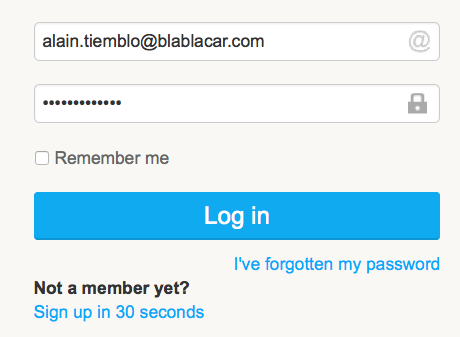 alain.tiemblo@blablacar.com
@
•••••••••••••
Remember me
Log in
I've forgotten my password
Not a member yet?
Sign up in 30 seconds